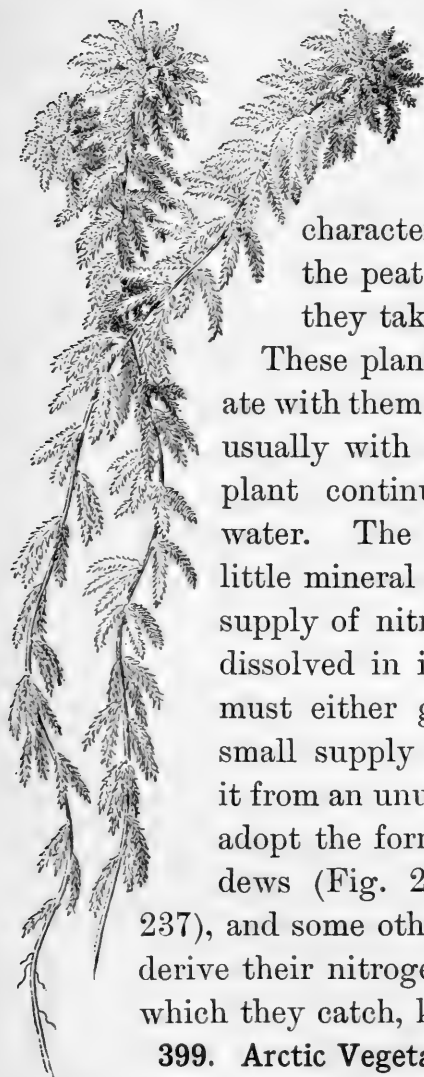 characte
the peat
they tak
These plan
ate with them
usually with
plant continu
water. The
little mineral
supply of nitr
dissolved in i
must either g
small supply
it from an unu
adopt the form
dews (Fig. 2
237), and some oth
derive their nitroge
which they catch, k
399. Arctic Vegeta